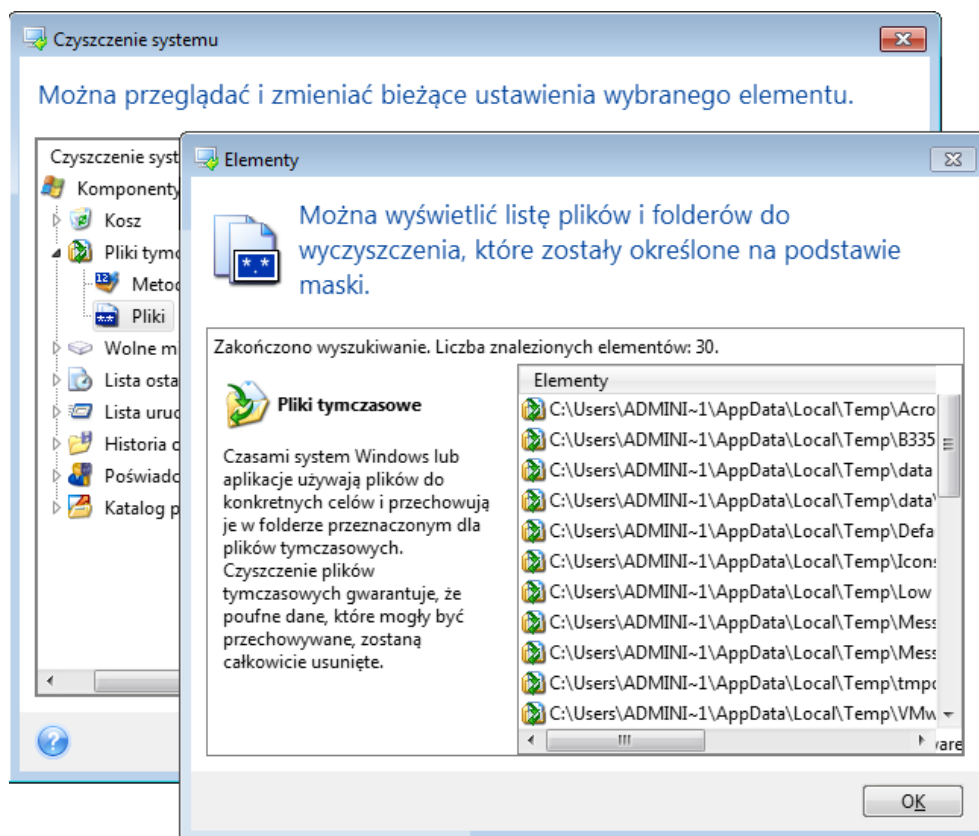 Czyszczenie systemu
Można przeglądać i zmieniać bieżące ustawienia wybranego elementu.
Czyszczenie syst
Komponenty
Kosz
Pliki tymc
Metod
Pliki
Wolne mi
Lista osta
Lista uruc
Historia
Poświadc
Katalog p
Elementy
Można wyświetlić listę plików i folderów do
wyczyszczenia, które zostały określone na podstawie
maski.
*.*
Zakończono wyszukiwanie. Liczba znalezionych elementów: 30.
Pliki tymczasowe
Czasami system Windows lub
aplikacje używają plików do
konkretnych celów i przechowują
je w folderze przeznaczonym dla
plików tymczasowych.
Czyszczenie plików
tymczasowych gwarantuje, że
poufne dane, które mogły być
przechowywane, zostaną
całkowicie usunięte.
Elementy
C:\Users\ADMINI~1\AppData\Local\Temp\Acro
C:\Users\ADMINI~1\AppData\Local\Temp\B335
C:\Users\ADMINI~1\AppData\Local\Temp\data
C:\Users\ADMINI~1\AppData\Local\Temp\data\
C:\Users\ADMINI~1\AppData\Local\Temp\Defa
C:\Users\ADMINI~1\AppData\Local\Temp\Icons
C:\Users\ADMINI~1\AppData\Local\Temp\Low
C:\Users\ADMINI~1\AppData\Local\Temp\Mess
C:\Users\ADMINI~1\AppData\Local\Temp\Mess
C:\Users\ADMINI~1\AppData\Local\Temp\tmpc
C:\Users\ADMINI~1\AppData\Local\Temp\VMw
are
OK